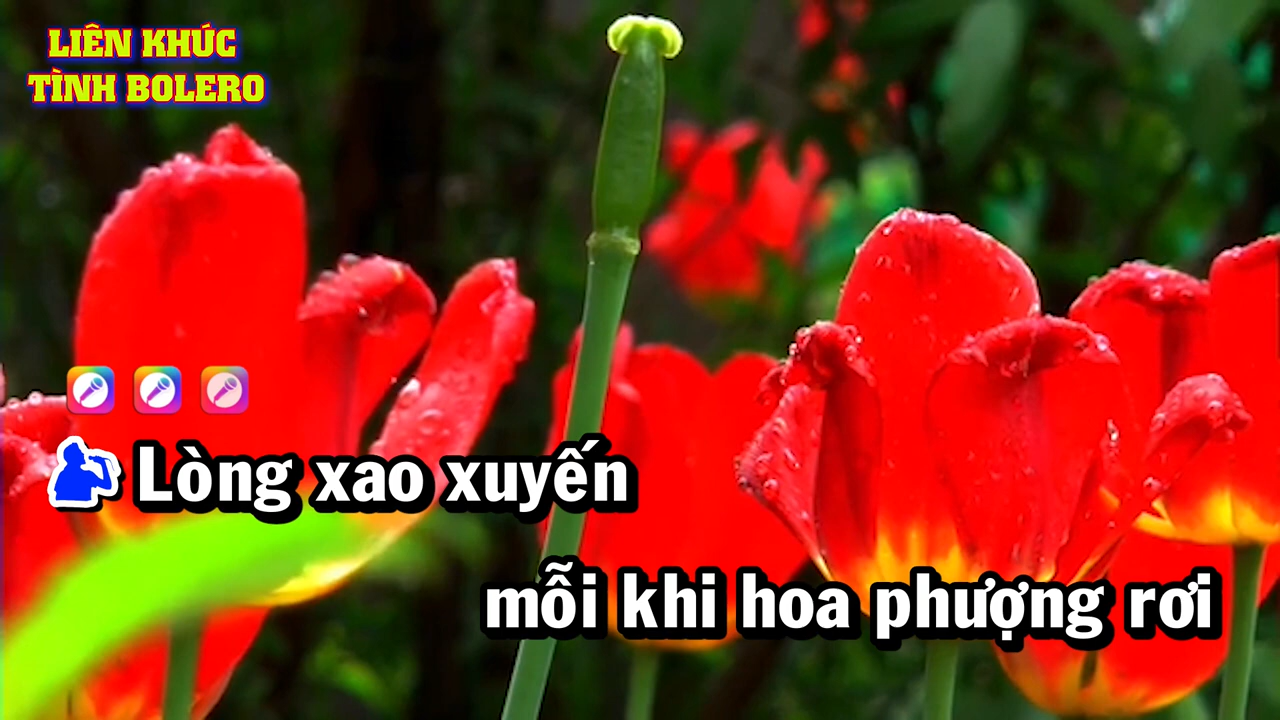 LIÊN KHÚC
TÌNH BOLERO
Lòng xao xuyến
mỗi khi hoa phượng rơi